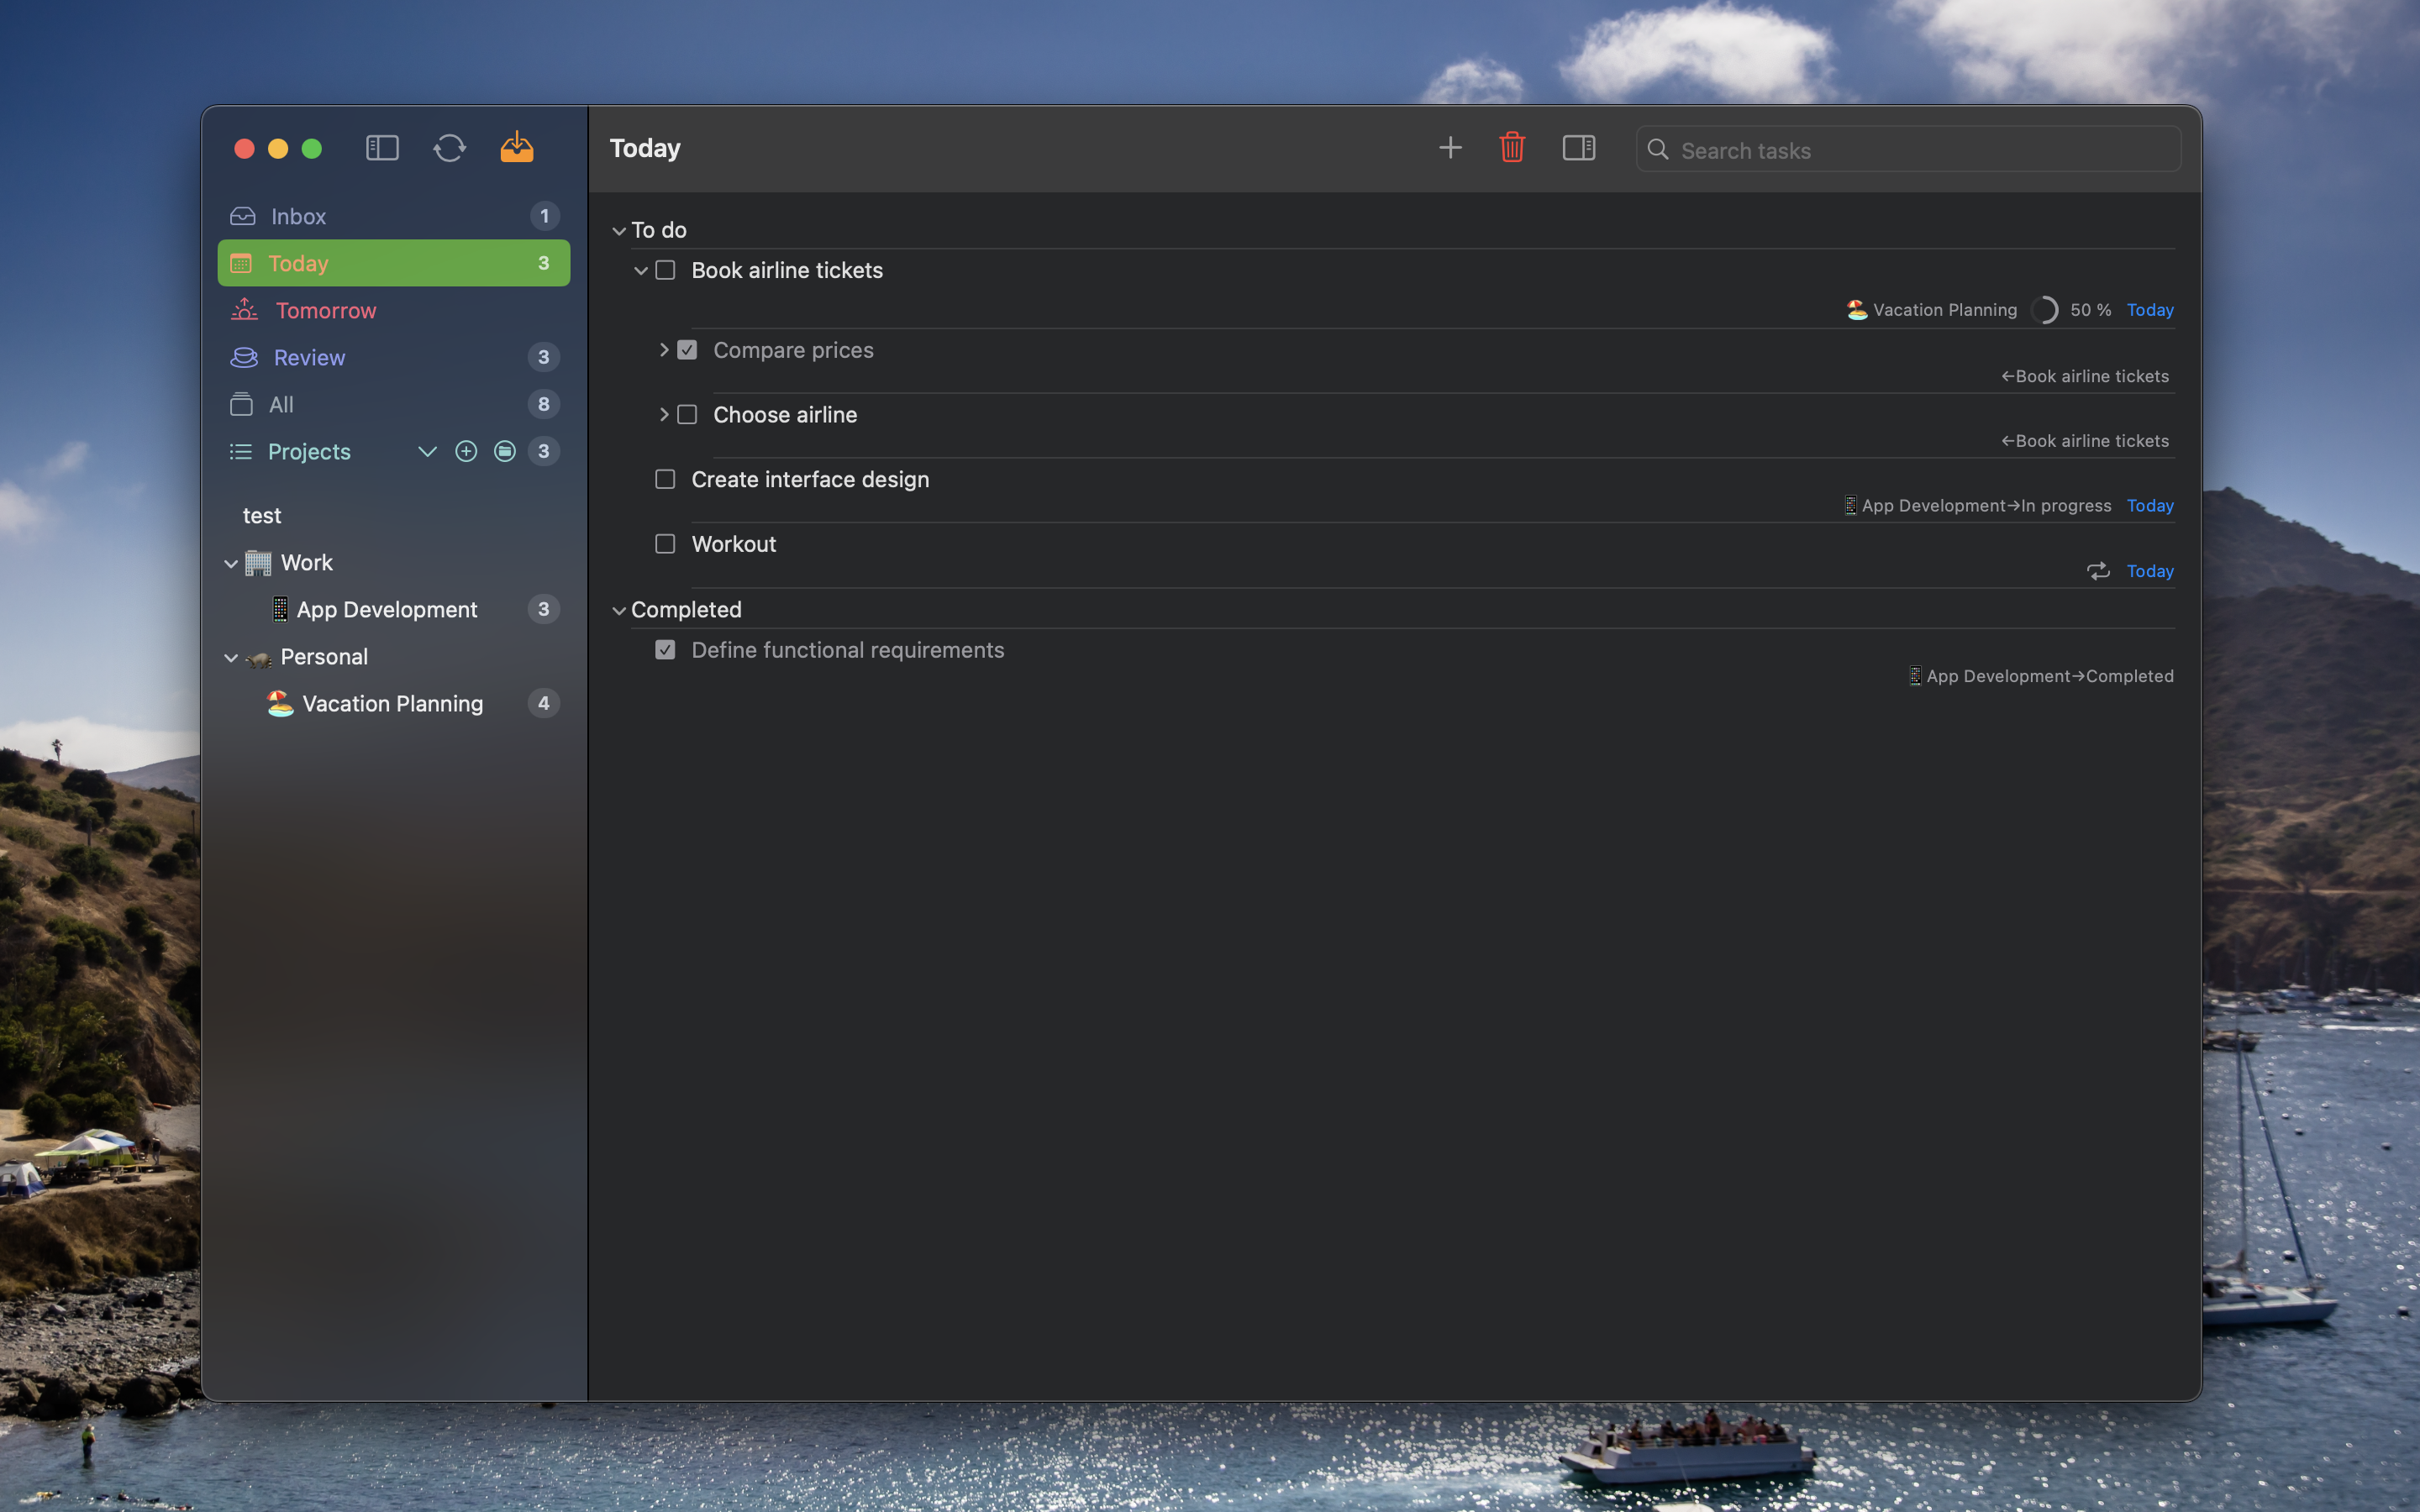 Today
Search tasks
Inbox 1
Today 3
Tomorrow
Review 3
All 8
Projects 3
test
Work
App Development 3
Personal
Vacation Planning 4
To do
Book airline tickets
Vacation Planning 50 % Today
Compare prices
←Book airline tickets
Choose airline
←Book airline tickets
Create interface design
App Development→In progress Today
Workout
Today
Completed
Define functional requirements
App Development→Completed